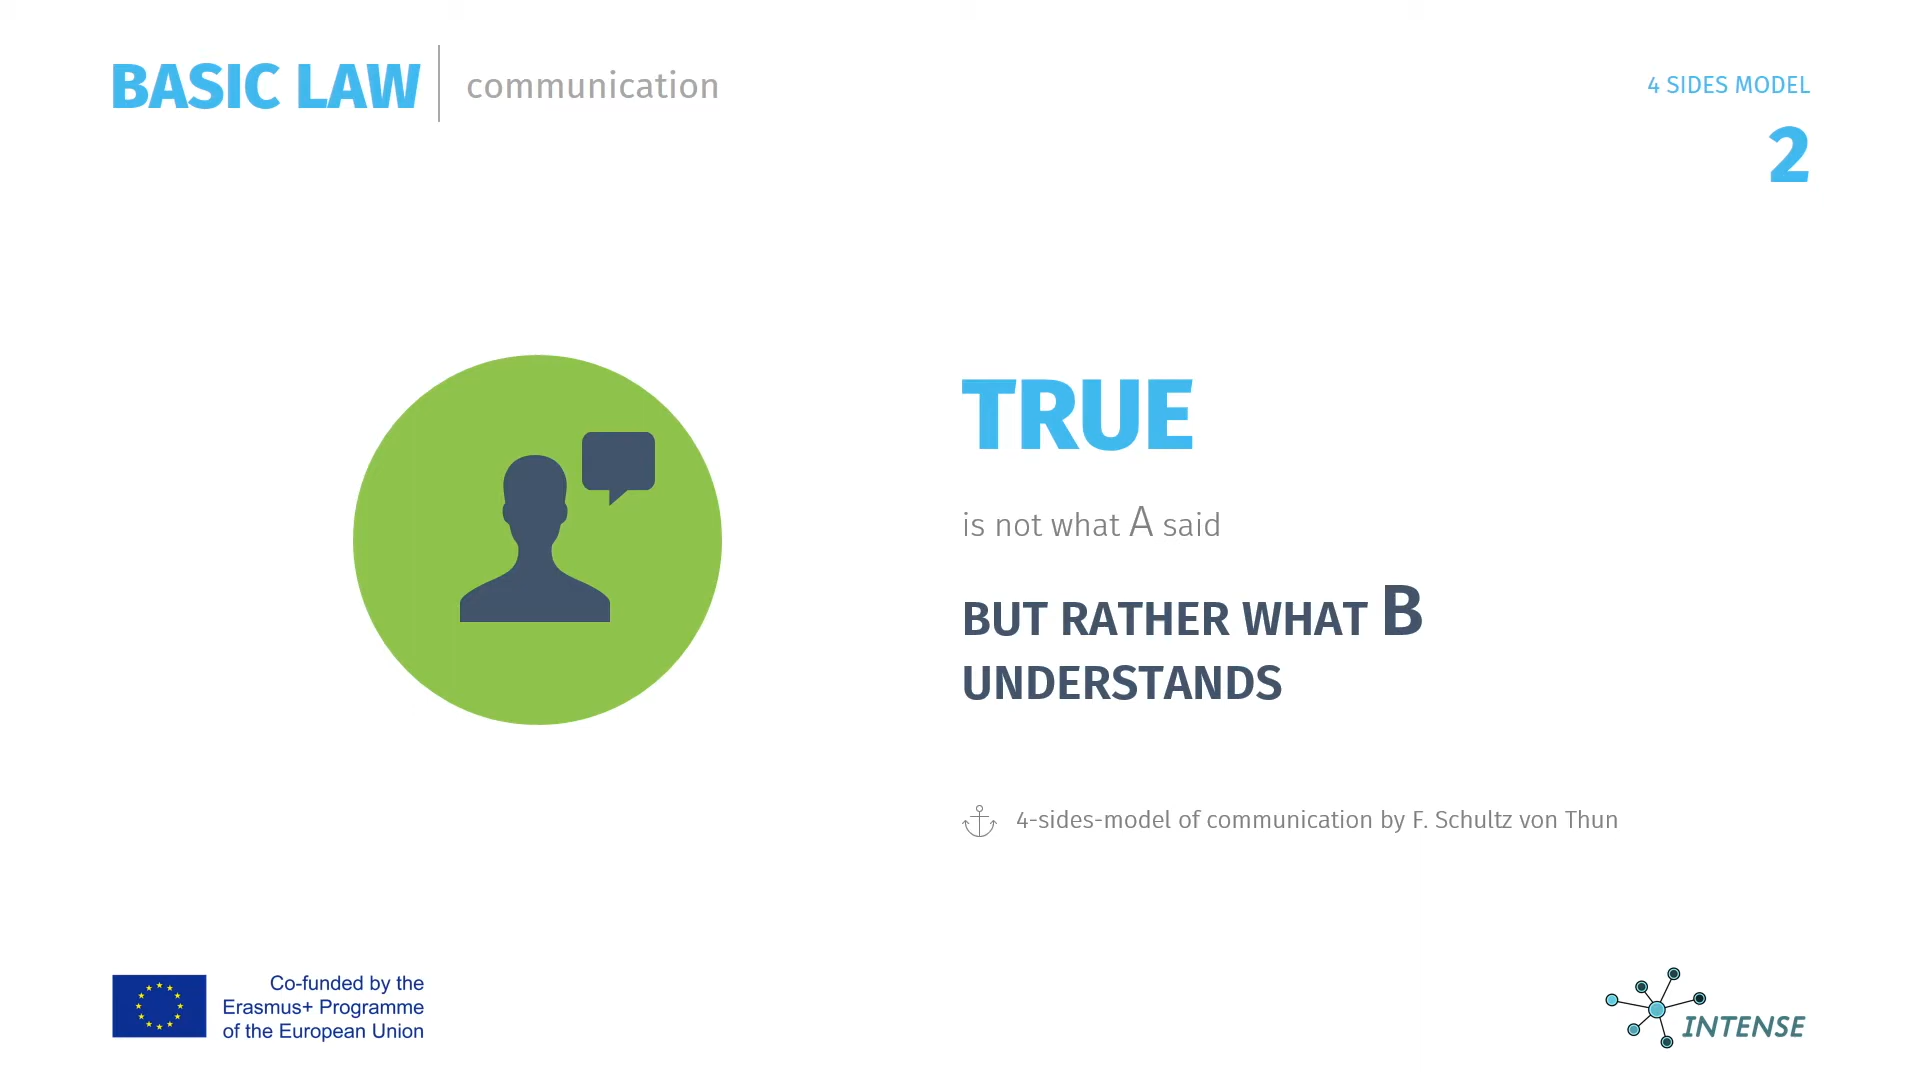 BASIC LAW
communication
4 SIDES MODEL
2
TRUE
is not what A said
BUT RATHER WHAT B
UNDERSTANDS
4-sides-model of communication by F. Schultz von Thun
Co-funded by the
Erasmus+ Programme
of the European Union
INTENSE